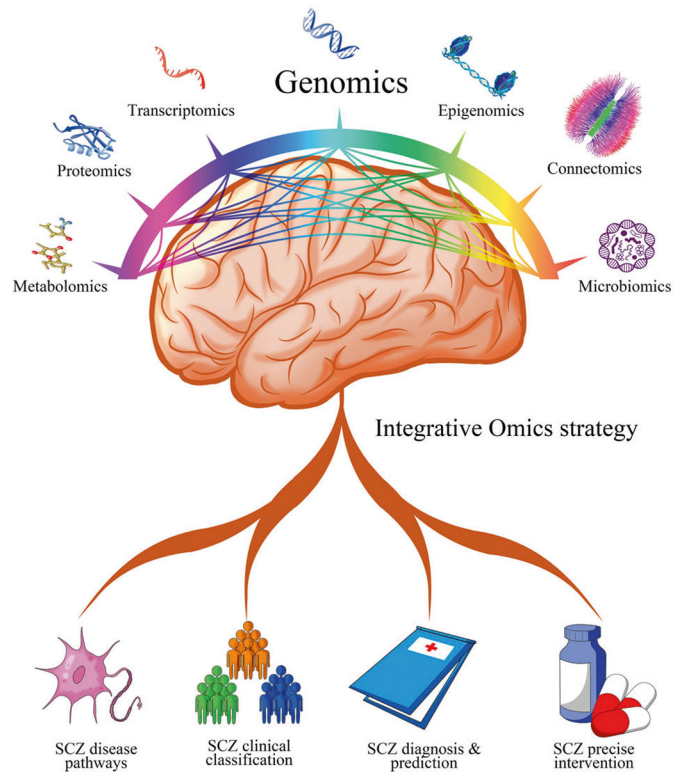 Genomics
Transcriptomics
Epigenomics
Proteomics
Connectomics
Metabolomics
Microbiomics
Integrative Omics strategy
SCZ disease
pathways
SCZ clinical
classification
SCZ diagnosis &
prediction
SCZ precise
intervention